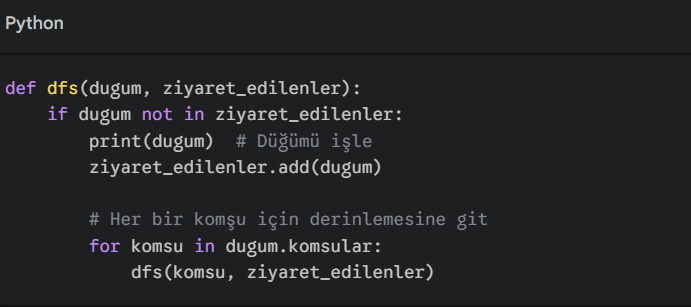 Python
def dfs(dugum, ziyaret_edilenler):
    if dugum not in ziyaret_edilenler:
        print(dugum)  # Düğümü işle
        ziyaret_edilenler.add(dugum)

        # Her bir komşu için derinlemesine git
        for komsu in dugum.komsular:
            dfs(komsu, ziyaret_edilenler)